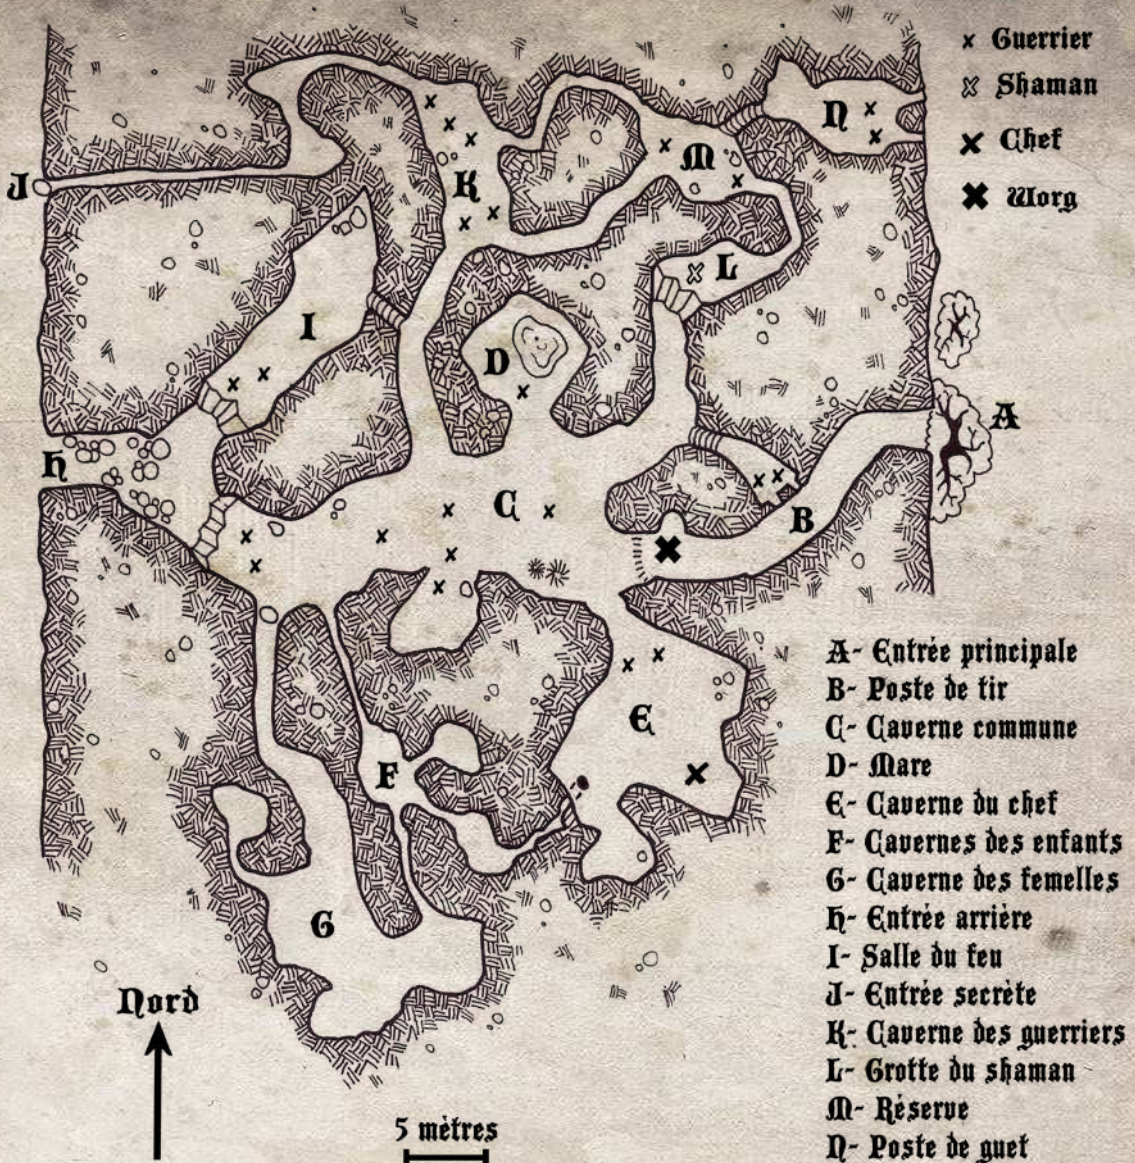 Guerrier
Shaman
Chef
Worg
N
K
M
J
L
I
D
A
H
C
B
E
F
G
A- Entrée principale
B- Poste de tir
C- Caverne commune
D- Mare
E- Caverne du chef
F- Cavernes des enfants
G- Caverne des femelles
H- Entrée arrière
I- Salle du feu
J- Entrée secrète
K- Caverne des guerriers
L- Grotte du shaman
M- Réserve
N- Poste de guet
Nord
5 mètres